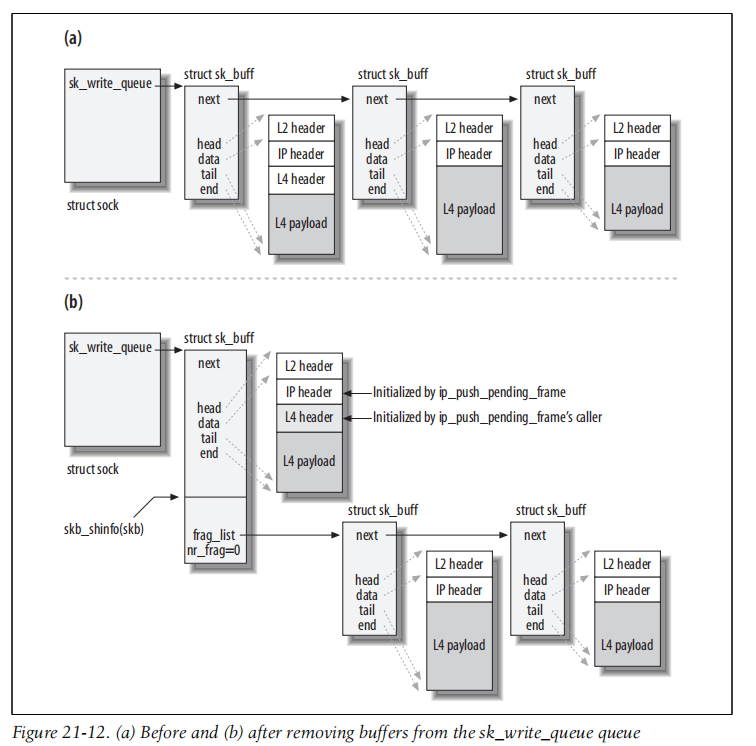 (a)
struct sk_buff
struct sk_buff
struct sk_buff
sk_write_queue
next
next
next
head
data
tail
end
L2 header
IP header
L4 header
L4 payload
head
data
tail
end
L2 header
IP header
L4 payload
head
data
tail
end
L2 header
IP header
L4 payload
struct sock
(b)
struct sk_buff
sk_write_queue
next
head
data
tail
end
L2 header
IP header
L4 header
L4 payload
Initialized by ip_push_pending_frame
Initialized by ip_push_pending_frame's caller
struct sock
skb_shinfo(skb)
frag_list
nr_frag=0
struct sk_buff
struct sk_buff
next
next
head
data
tail
end
L2 header
IP header
L4 payload
head
data
tail
end
L2 header
IP header
L4 payload
Figure 21-12. (a) Before and (b) after removing buffers from the sk_write_queue queue